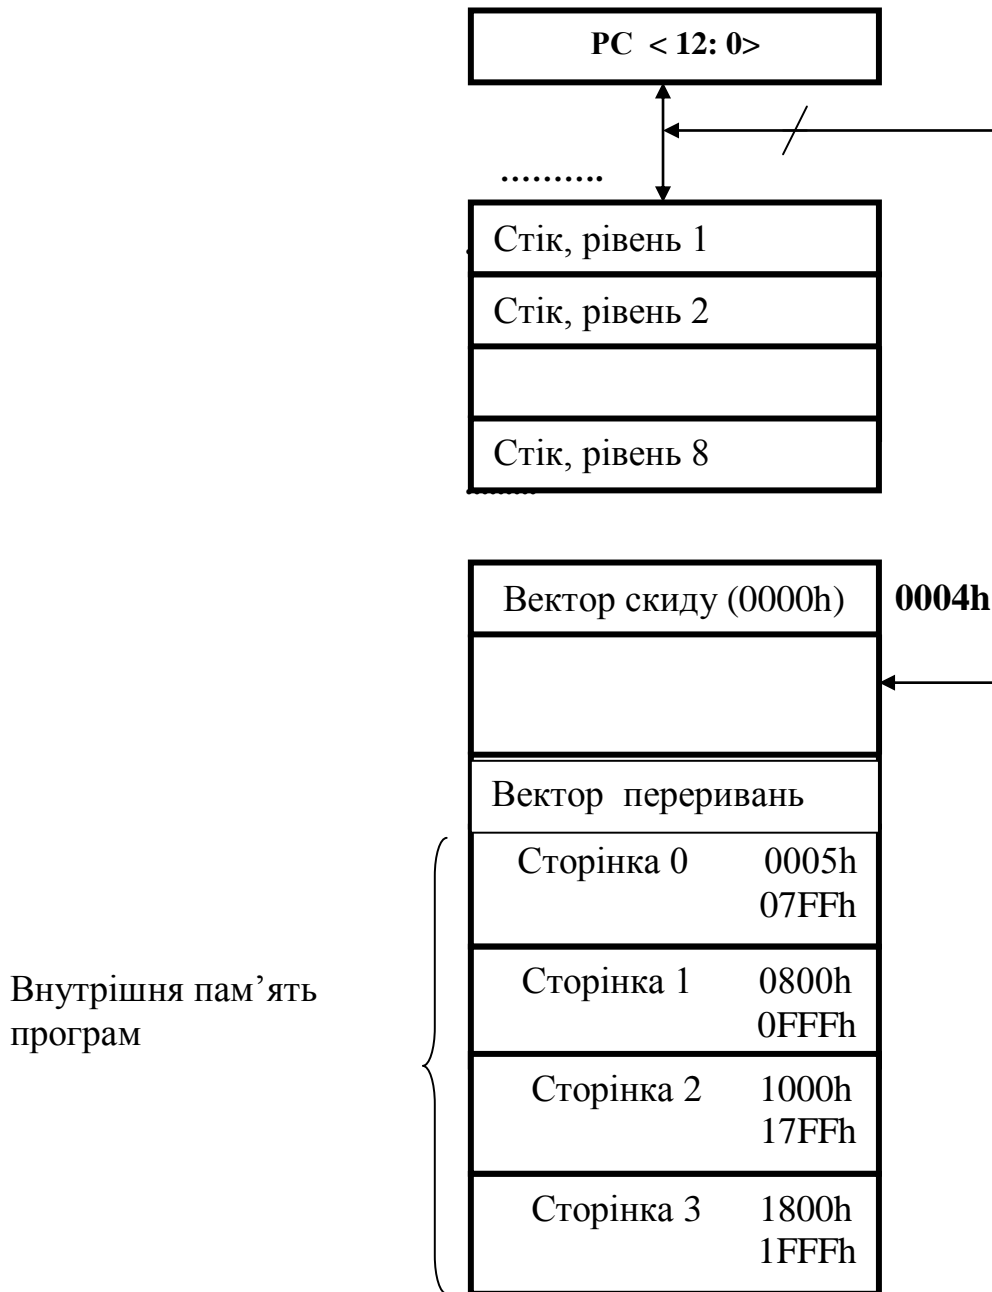 PC < 12: 0>
..........
Стік, рівень 1
Стік, рівень 2
Стік, рівень 8
Вектор скиду (0000h) 0004h
Вектор переривань
Сторінка 0 0005h
07FFh
Внутрішня пам’ять
програм
Сторінка 1 0800h
0FFFh
Сторінка 2 1000h
17FFh
Сторінка 3 1800h
1FFFh